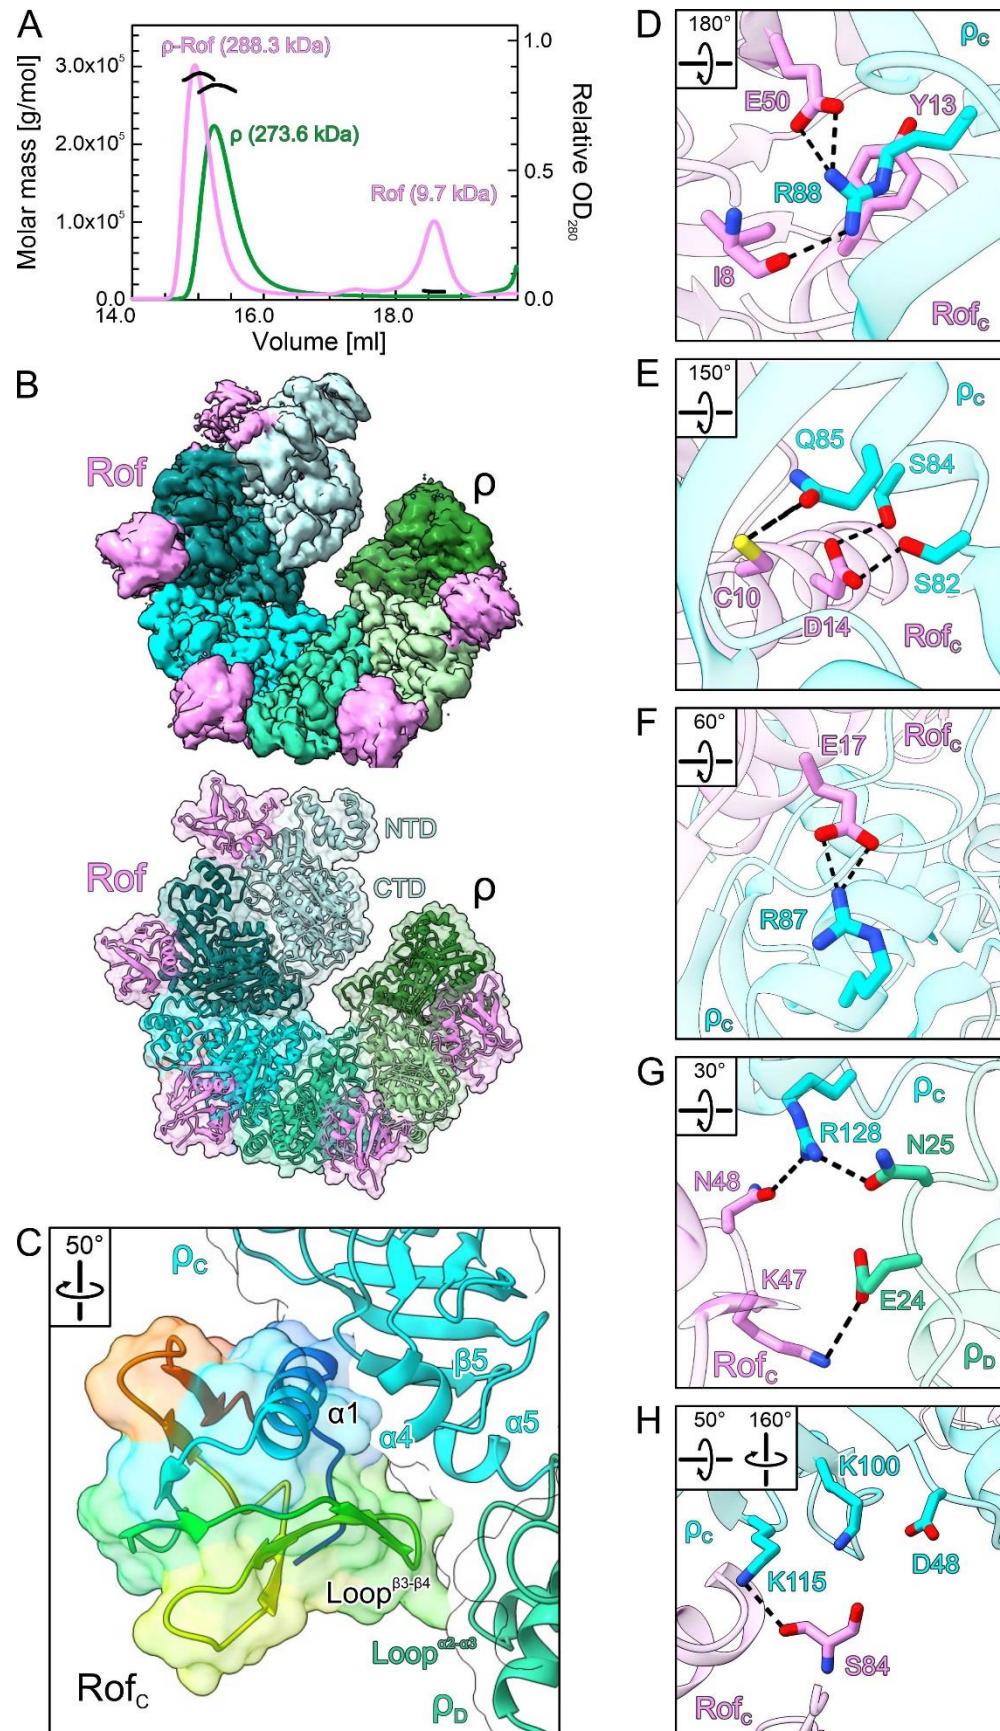 A
ρ-Rof (288.3 kDa)
ρ (273.6 kDa)
Rof (9.7 kDa)
Molar mass [g/mol]
3.0x10⁵
2.0x10⁵
1.0x10⁵
0.0
14.0
16.0
18.0
Volume [ml]
1.0
0.5
0.0
Relative OD₂₈₀
B
Rof
ρ
Rof
NTD
CTD
ρ
C
50°
ρC
β5
α1
α4
α5
Loopβ3-β4
Loopα2-α3
RofC
ρD
D
180°
ρC
E50
Y13
R88
I8
RofC
E
150°
ρC
Q85
S84
C10
S82
D14
RofC
F
60°
E17
RofC
R87
ρC
G
30°
ρC
R128
N25
N48
K47
E24
RofC
ρD
H
50°
160°
K100
ρC
D48
K115
S84
RofC